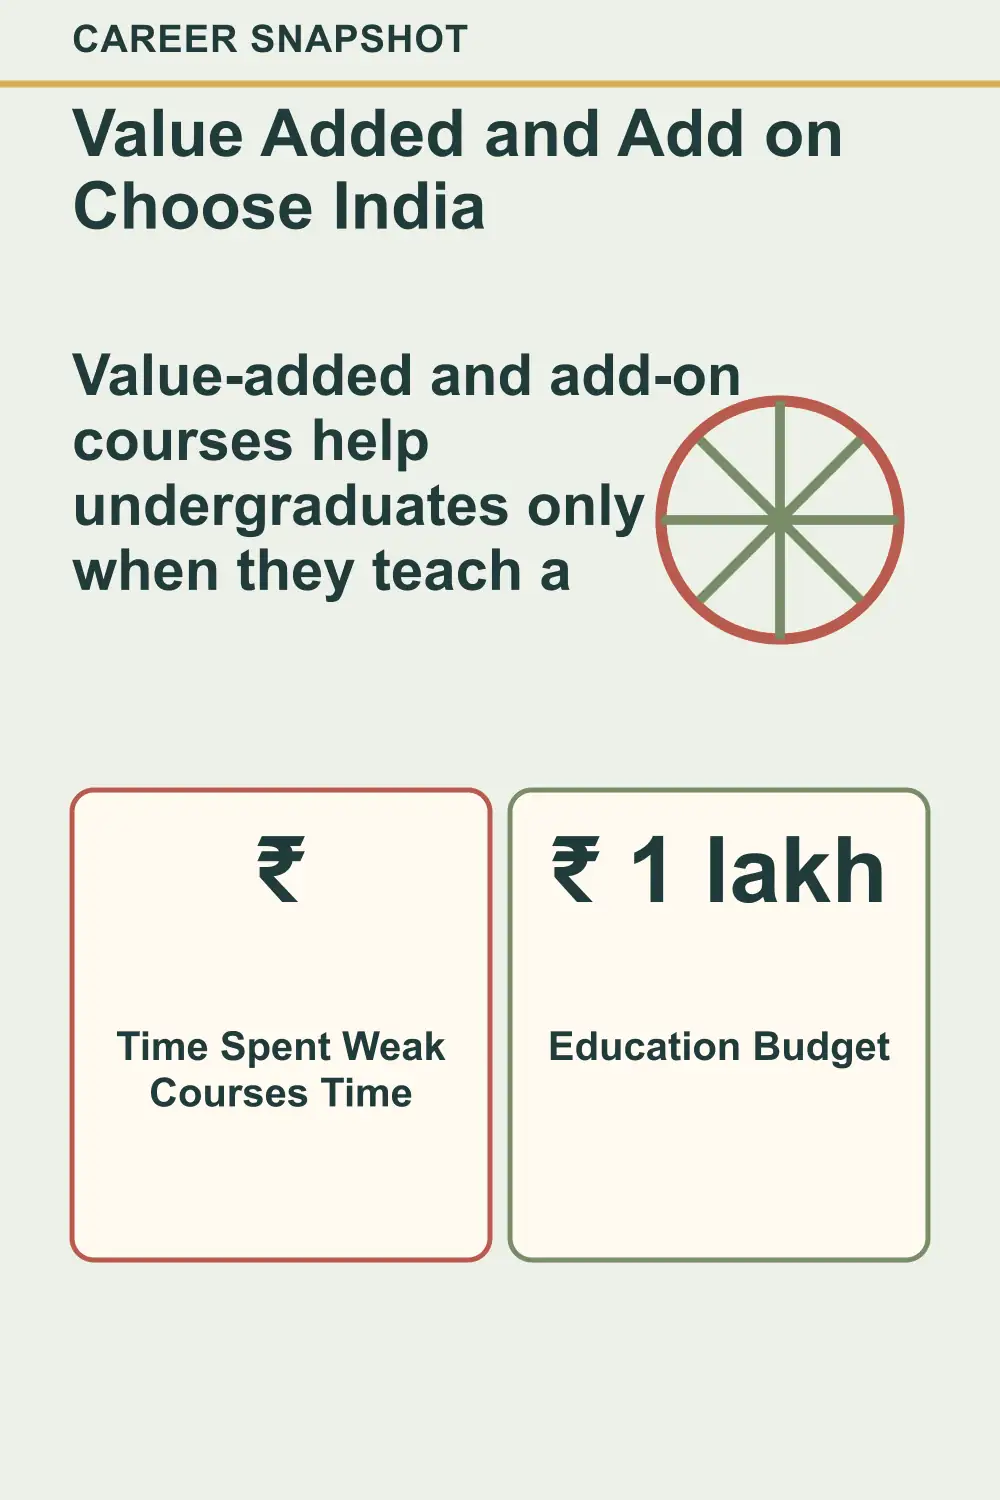 CAREER SNAPSHOT
Value Added and Add on
Choose India
Value-added and add-on
courses help
undergraduates only
when they teach a
₹
Time Spent Weak
Courses Time
₹ 1 lakh
Education Budget